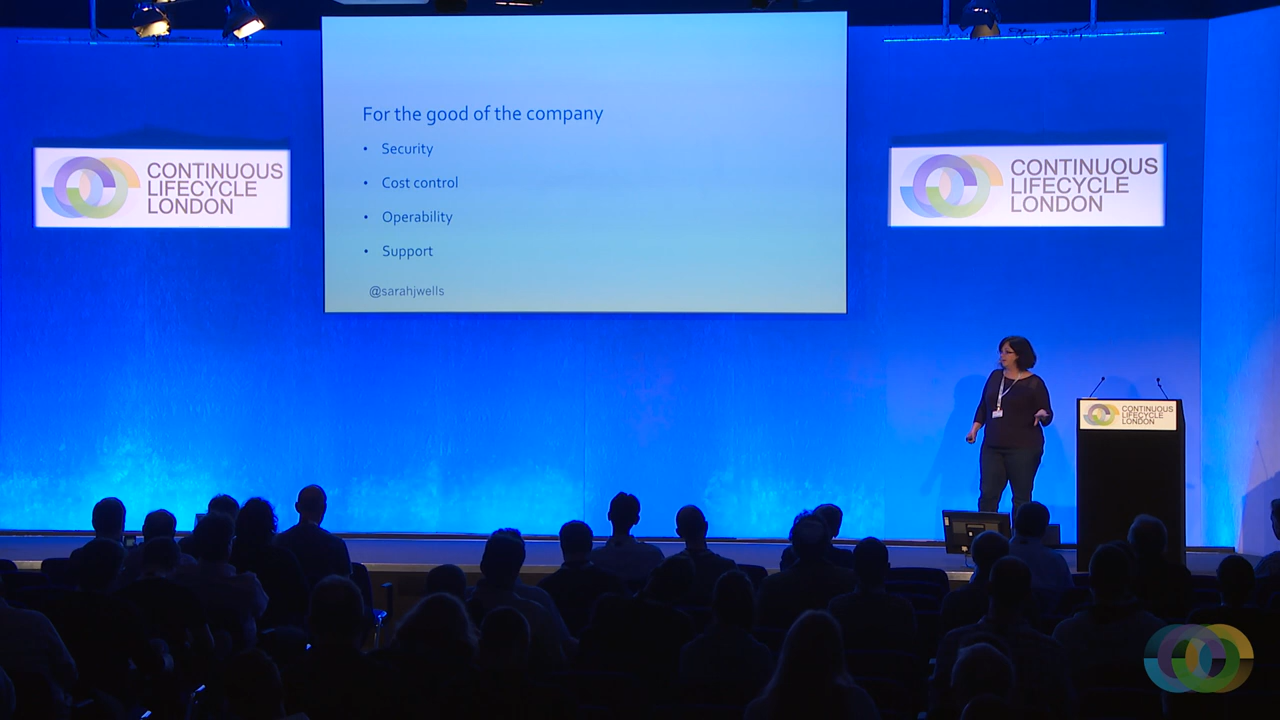 For the good of the company
• Security
• Cost control
• Operability
• Support
@sarahjwells
CONTINUOUS
LIFECYCLE
LONDON
CONTINUOUS
LIFECYCLE
LONDON
CONTINUOUS
LIFECYCLE
LONDON